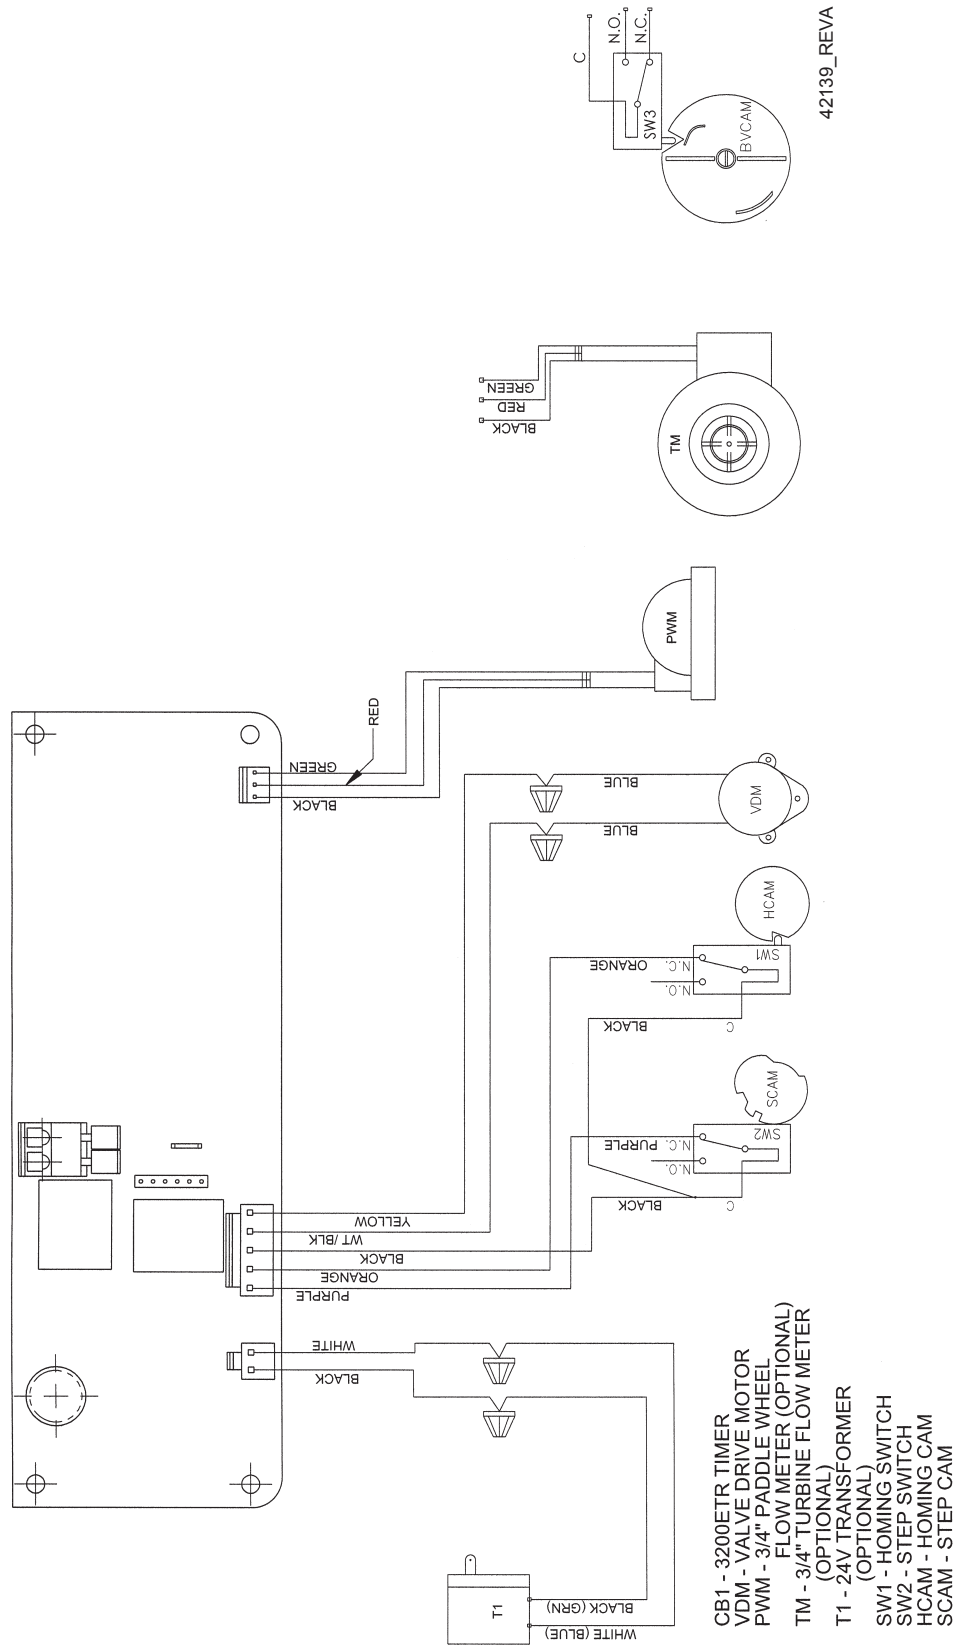 42139_REVA
C
N.O.
N.C.
SW3
BVCAM
GREEN
RED
BLACK
TM
PWM
RED
GREEN
BLACK
BLUE
BLUE
VDM
HCAM
SW1
ORANGE
N.C.
N.O.
BLACK
C
SCAM
SW2
PURPLE
N.C.
N.O.
BLACK
C
YELLOW
WT/BLK
BLACK
ORANGE
PURPLE
WHITE
BLACK
T1
BLACK (GRN)
WHITE (BLUE)
CB1 - 3200ETR TIMER
VDM - VALVE DRIVE MOTOR
PWM - 3/4" PADDLE WHEEL
FLOW METER (OPTIONAL)
TM - 3/4" TURBINE FLOW METER
(OPTIONAL)
T1 - 24V TRANSFORMER
(OPTIONAL)
SW1 - HOMING SWITCH
SW2 - STEP SWITCH
HCAM - HOMING CAM
SCAM - STEP CAM